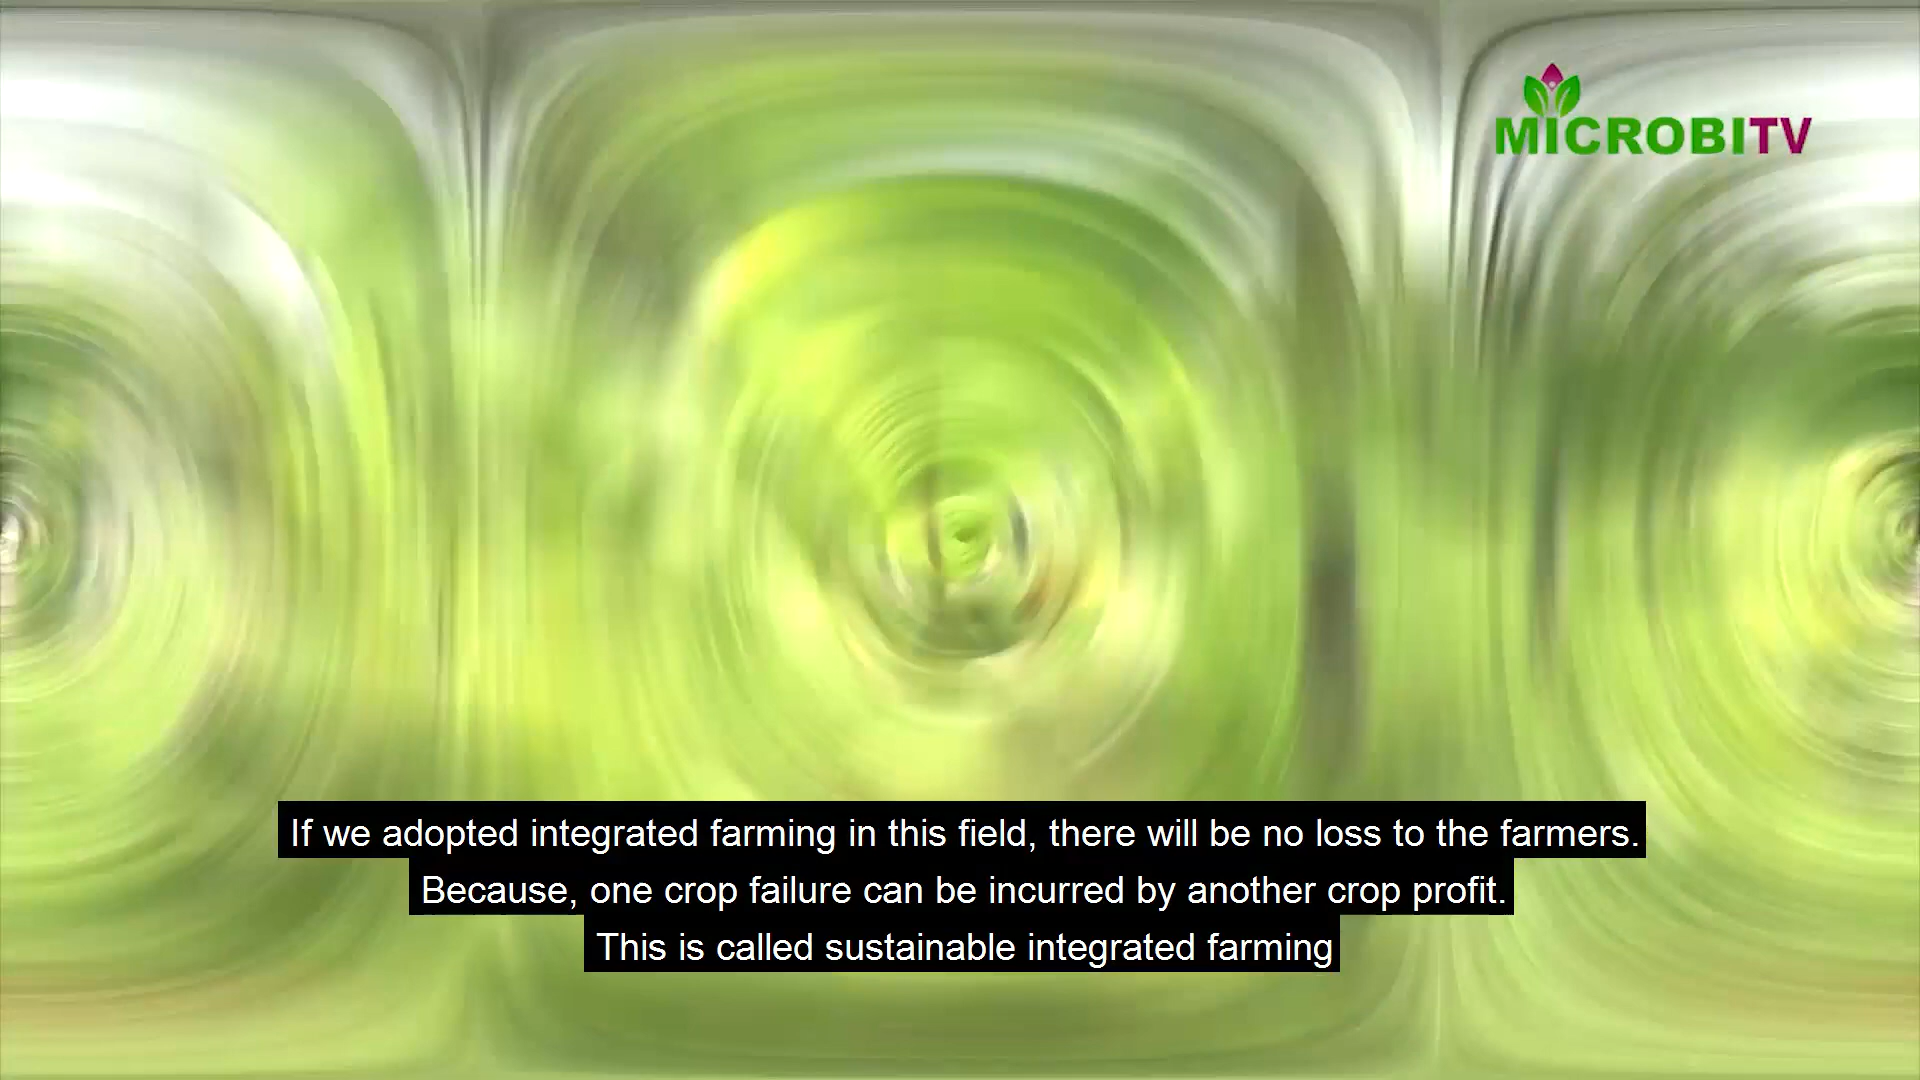 MICROBITV
If we adopted integrated farming in this field, there will be no loss to the farmers.
Because, one crop failure can be incurred by another crop profit.
This is called sustainable integrated farming